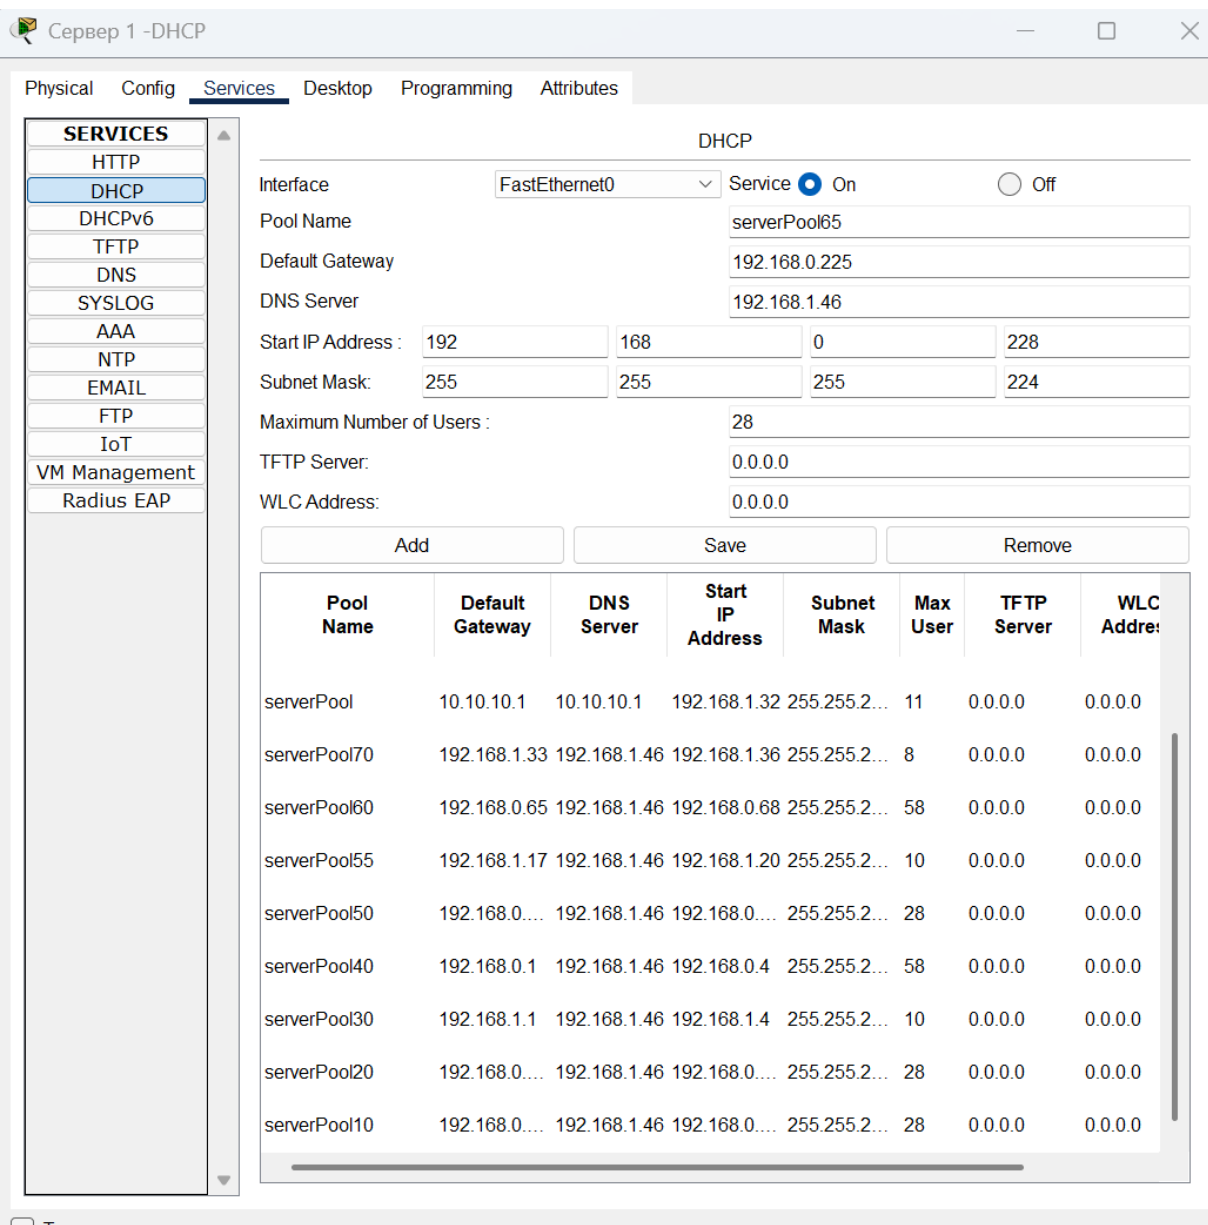 Сервер 1 -DHCP
Physical Config Services Desktop Programming Attributes
SERVICES
HTTP
DHCP
DHCPv6
TFTP
DNS
SYSLOG
AAA
NTP
EMAIL
FTP
IoT
VM Management
Radius EAP
DHCP
Interface FastEthernet0 Service On Off
Pool Name serverPool65
Default Gateway 192.168.0.225
DNS Server 192.168.1.46
Start IP Address : 192 168 0 228
Subnet Mask: 255 255 255 224
Maximum Number of Users : 28
TFTP Server: 0.0.0.0
WLC Address: 0.0.0.0
Add Save Remove
Pool Name Default Gateway DNS Server Start IP Address Subnet Mask Max User TFTP Server WLC Addres
serverPool 10.10.10.1 10.10.10.1 192.168.1.32 255.255.2... 11 0.0.0.0 0.0.0.0
serverPool70 192.168.1.33 192.168.1.46 192.168.1.36 255.255.2... 8 0.0.0.0 0.0.0.0
serverPool60 192.168.0.65 192.168.1.46 192.168.0.68 255.255.2... 58 0.0.0.0 0.0.0.0
serverPool55 192.168.1.17 192.168.1.46 192.168.1.20 255.255.2... 10 0.0.0.0 0.0.0.0
serverPool50 192.168.0.... 192.168.1.46 192.168.0.... 255.255.2... 28 0.0.0.0 0.0.0.0
serverPool40 192.168.0.1 192.168.1.46 192.168.0.4 255.255.2... 58 0.0.0.0 0.0.0.0
serverPool30 192.168.1.1 192.168.1.46 192.168.1.4 255.255.2... 10 0.0.0.0 0.0.0.0
serverPool20 192.168.0.... 192.168.1.46 192.168.0.... 255.255.2... 28 0.0.0.0 0.0.0.0
serverPool10 192.168.0.... 192.168.1.46 192.168.0.... 255.255.2... 28 0.0.0.0 0.0.0.0